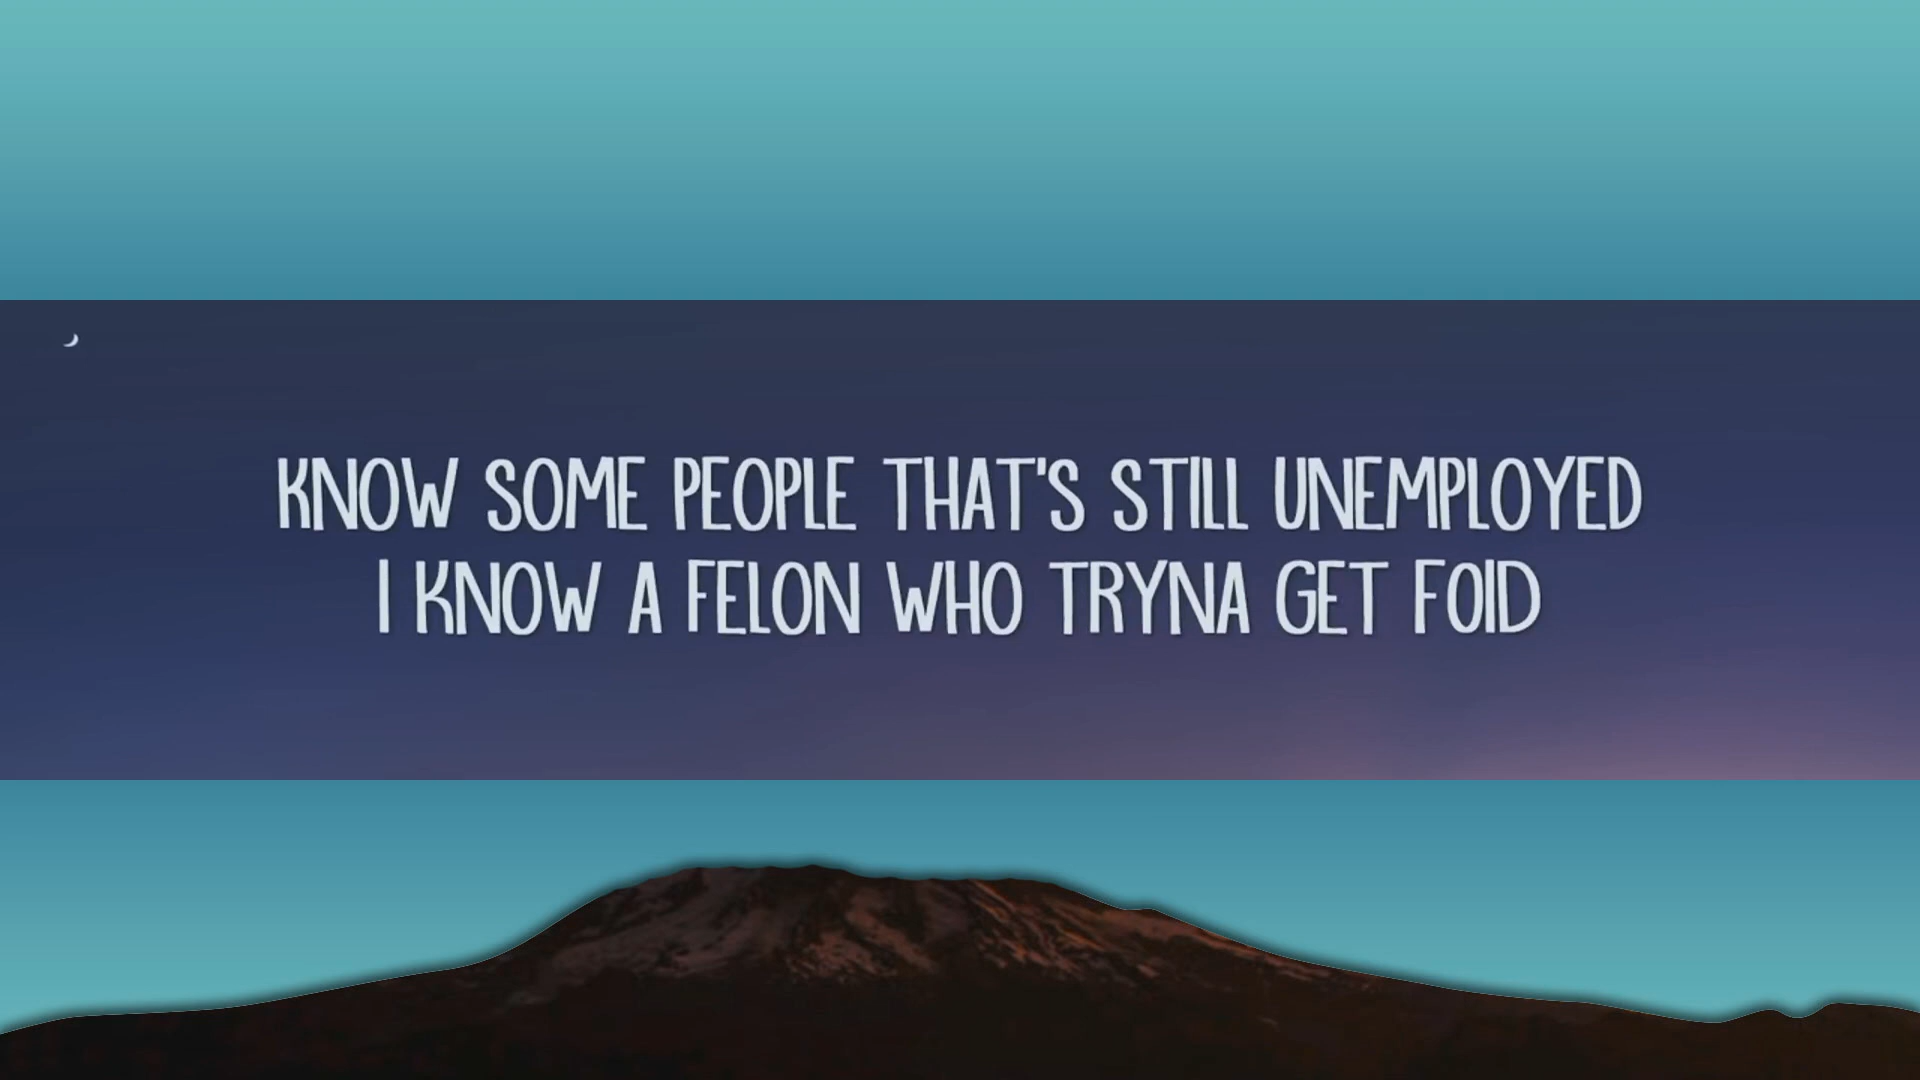 KNOW SOME PEOPLE THAT'S STILL UNEMPLOYED
I KNOW A FELON WHO TRYNA GET FOID